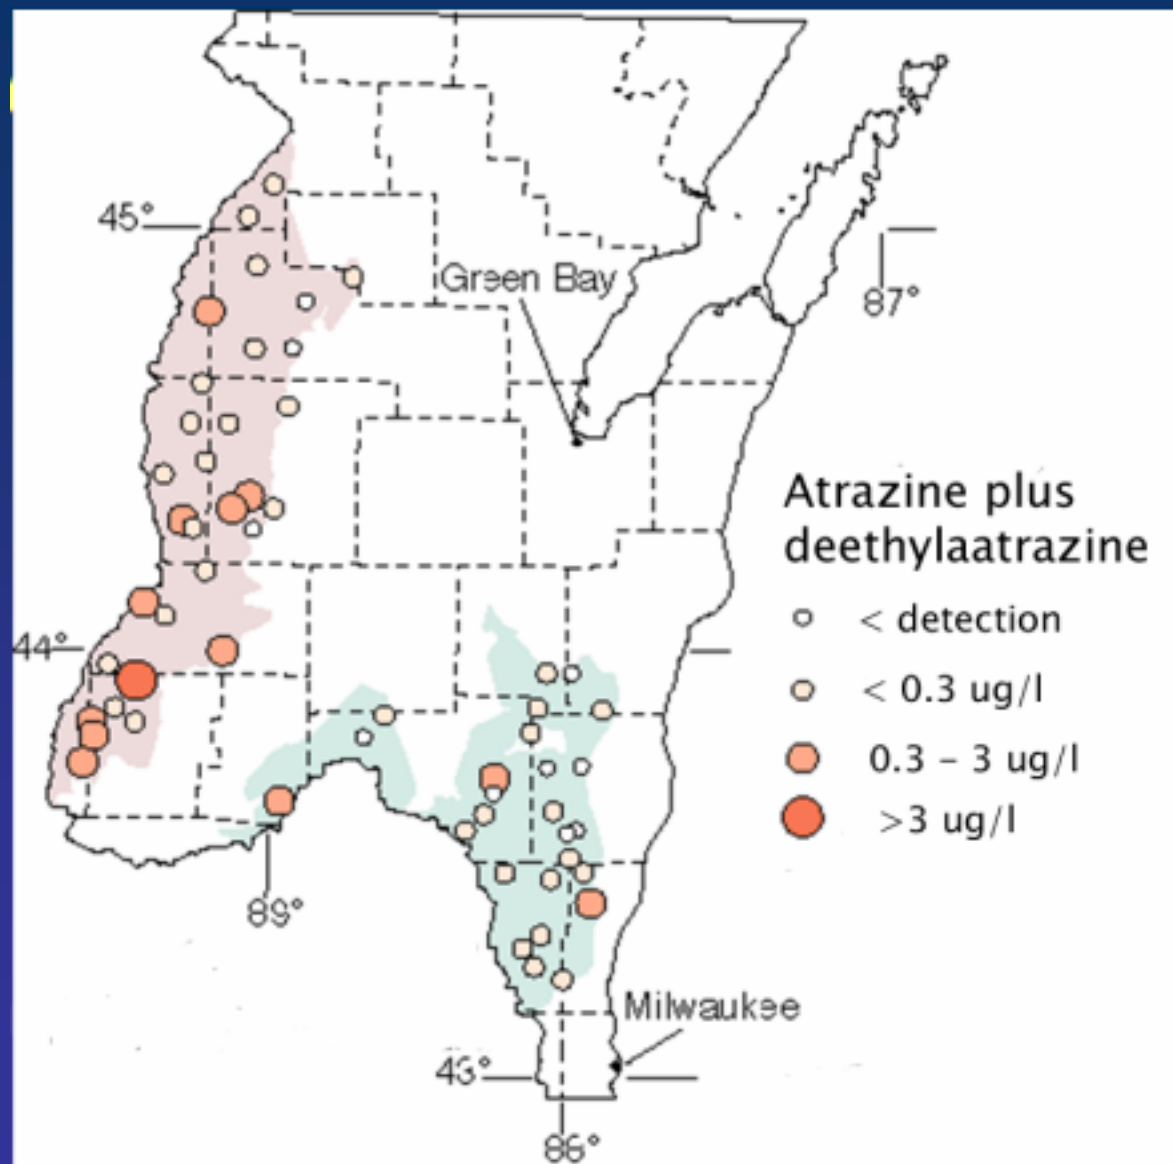 45°
Green Bay
87°
Atrazine plus
deethylaatrazine
< detection
44°
< 0.3 ug/l
0.3 - 3 ug/l
>3 ug/l
89°
Milwaukee
43°
88°